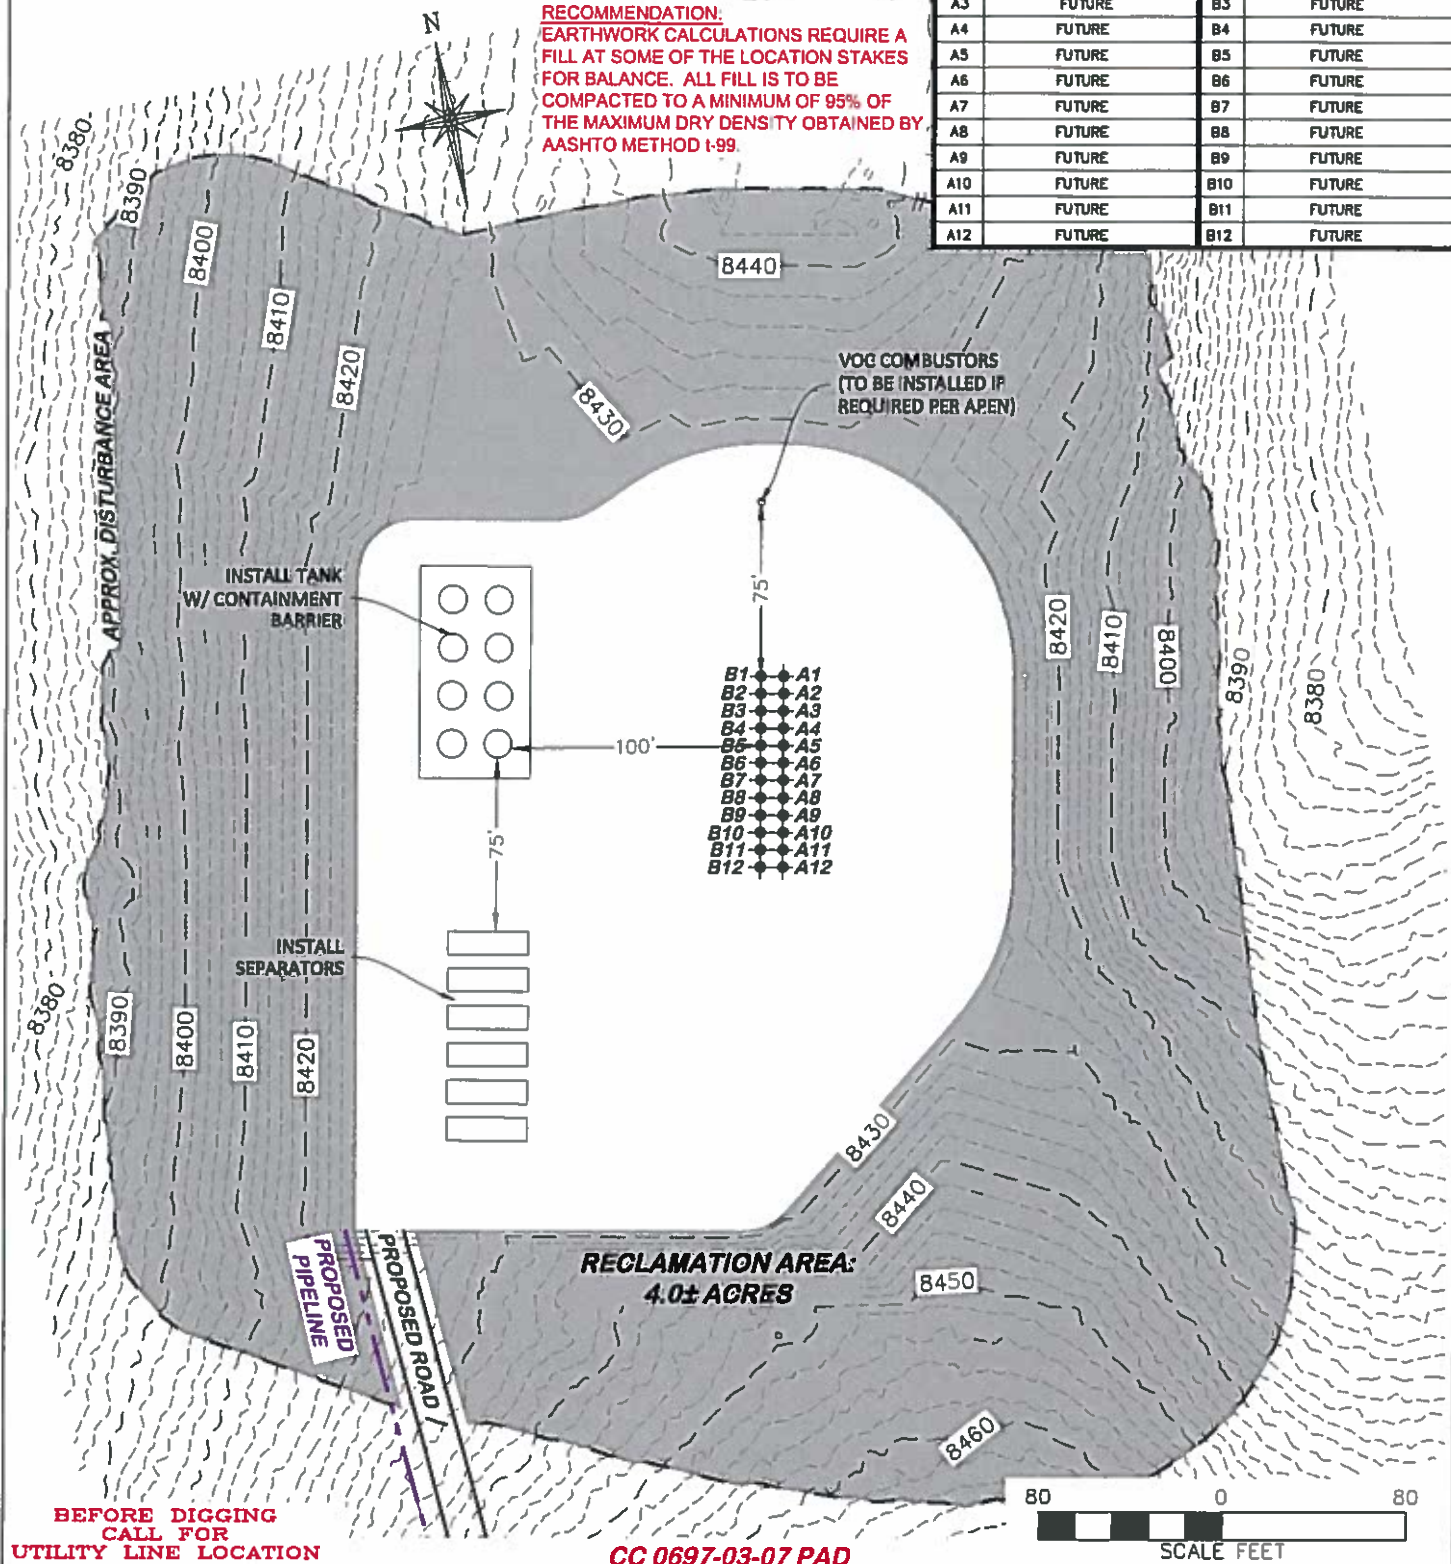 RECOMMENDATION:
EARTHWORK CALCULATIONS REQUIRE A
FILL AT SOME OF THE LOCATION STAKES
FOR BALANCE. ALL FILL IS TO BE
COMPACTED TO A MINIMUM OF 95% OF
THE MAXIMUM DRY DENSITY OBTAINED BY
AASHTO METHOD t-99.
N
A3 FUTURE B3 FUTURE
A4 FUTURE B4 FUTURE
A5 FUTURE B5 FUTURE
A6 FUTURE B6 FUTURE
A7 FUTURE B7 FUTURE
A8 FUTURE B8 FUTURE
A9 FUTURE B9 FUTURE
A10 FUTURE B10 FUTURE
A11 FUTURE B11 FUTURE
A12 FUTURE B12 FUTURE
8380
8390
8400
8410
8420
8440
8430
APPROX. DISTURBANCE AREA
VOC COMBUSTORS
(TO BE INSTALLED IF
REQUIRED PER APEN)
INSTALL TANK
W/ CONTAINMENT
BARRIER
75'
8420
8410
8400
8390
8380
B1 A1
B2 A2
B3 A3
B4 A4
B5 A5
B6 A6
B7 A7
B8 A8
B9 A9
B10 A10
B11 A11
B12 A12
100'
75'
INSTALL
SEPARATORS
8380
8390
8400
8410
8420
8430
8440
8450
8460
RECLAMATION AREA:
4.0± ACRES
PROPOSED
PIPELINE
PROPOSED ROAD
BEFORE DIGGING
CALL FOR
UTILITY LINE LOCATION
CC 0697-03-07 PAD
80 0 80
SCALE FEET